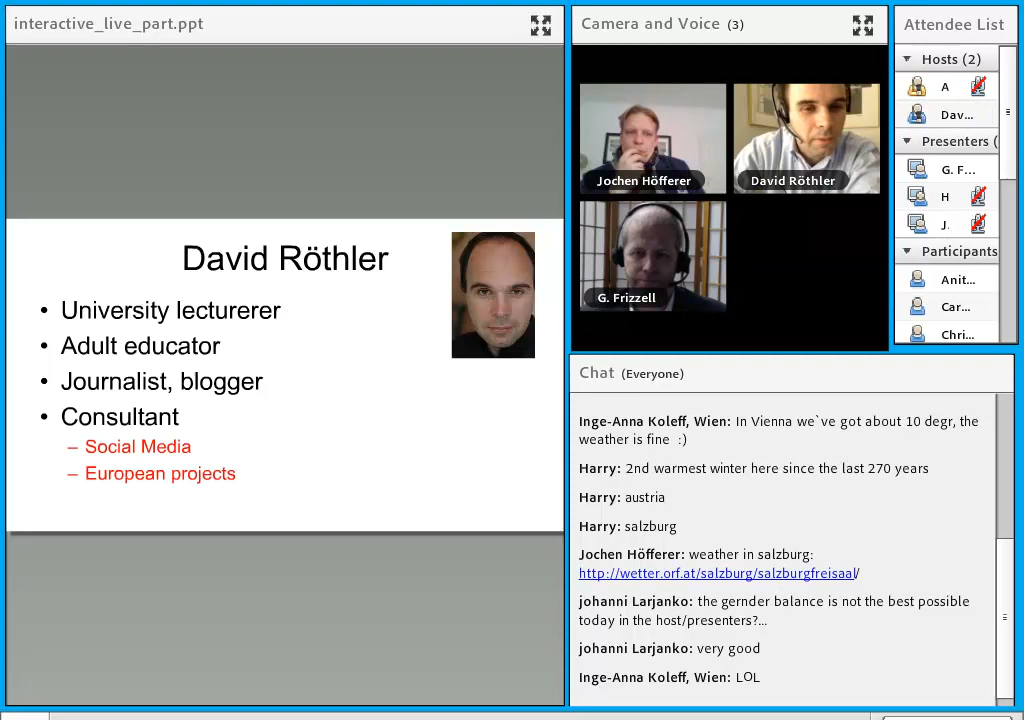 interactive_live_part.ppt
David Röthler
• University lecturerer
• Adult educator
• Journalist, blogger
• Consultant
– Social Media
– European projects
Camera and Voice (3)
Jochen Höfferer
David Röthler
G. Frizzell
Attendee List
Hosts (2)
A
Dav...
Presenters (
G. F...
H
J.
Participants
Anit...
Car...
Chri...
Chat (Everyone)
Inge-Anna Koleff, Wien: In Vienna we`ve got about 10 degr, the
weather is fine :)
Harry: 2nd warmest winter here since the last 270 years
Harry: austria
Harry: salzburg
Jochen Höfferer: weather in salzburg:
http://wetter.orf.at/salzburg/salzburgfreisaal/
johanni Larjanko: the gernder balance is not the best possible
today in the host/presenters?...
johanni Larjanko: very good
Inge-Anna Koleff, Wien: LOL